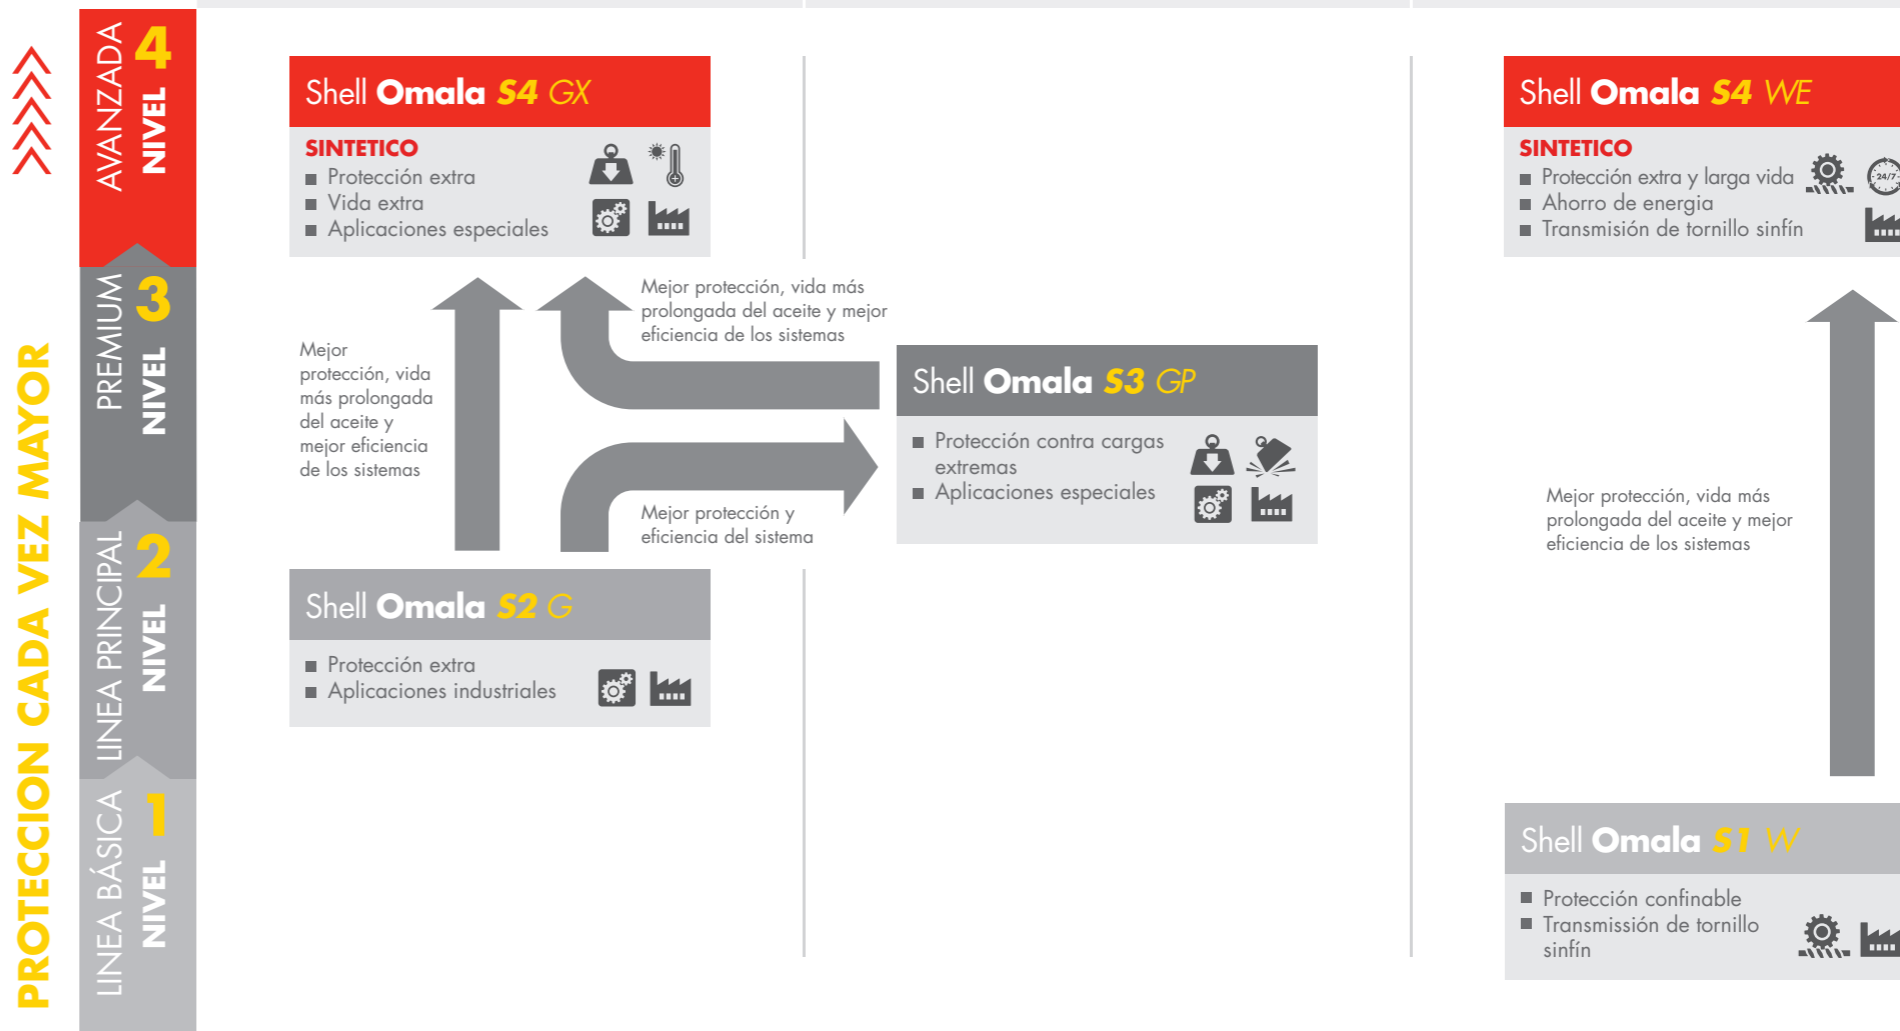 PROTECCION CADA VEZ MAYOR
AVANZADA
NIVEL 4
PREMIUM
NIVEL 3
LINEA PRINCIPAL
NIVEL 2
LINEA BÁSICA
NIVEL 1
Shell Omala S4 GX
SINTETICO
Protección extra
Vida extra
Aplicaciones especiales
Mejor
protección, vida
más prolongada
del aceite y
mejor eficiencia
de los sistemas
Mejor protección, vida más
prolongada del aceite y mejor
eficiencia de los sistemas
Mejor protección y
eficiencia del sistema
Shell Omala S2 G
Protección extra
Aplicaciones industriales
Shell Omala S3 GP
Protección contra cargas
extremas
Aplicaciones especiales
Shell Omala S4 WE
SINTETICO
Protección extra y larga vida
Ahorro de energia
Transmisión de tornillo sinfín
24/7
Mejor protección, vida más
prolongada del aceite y mejor
eficiencia de los sistemas
Shell Omala S1 W
Protección confinable
Transmissión de tornillo
sinfín